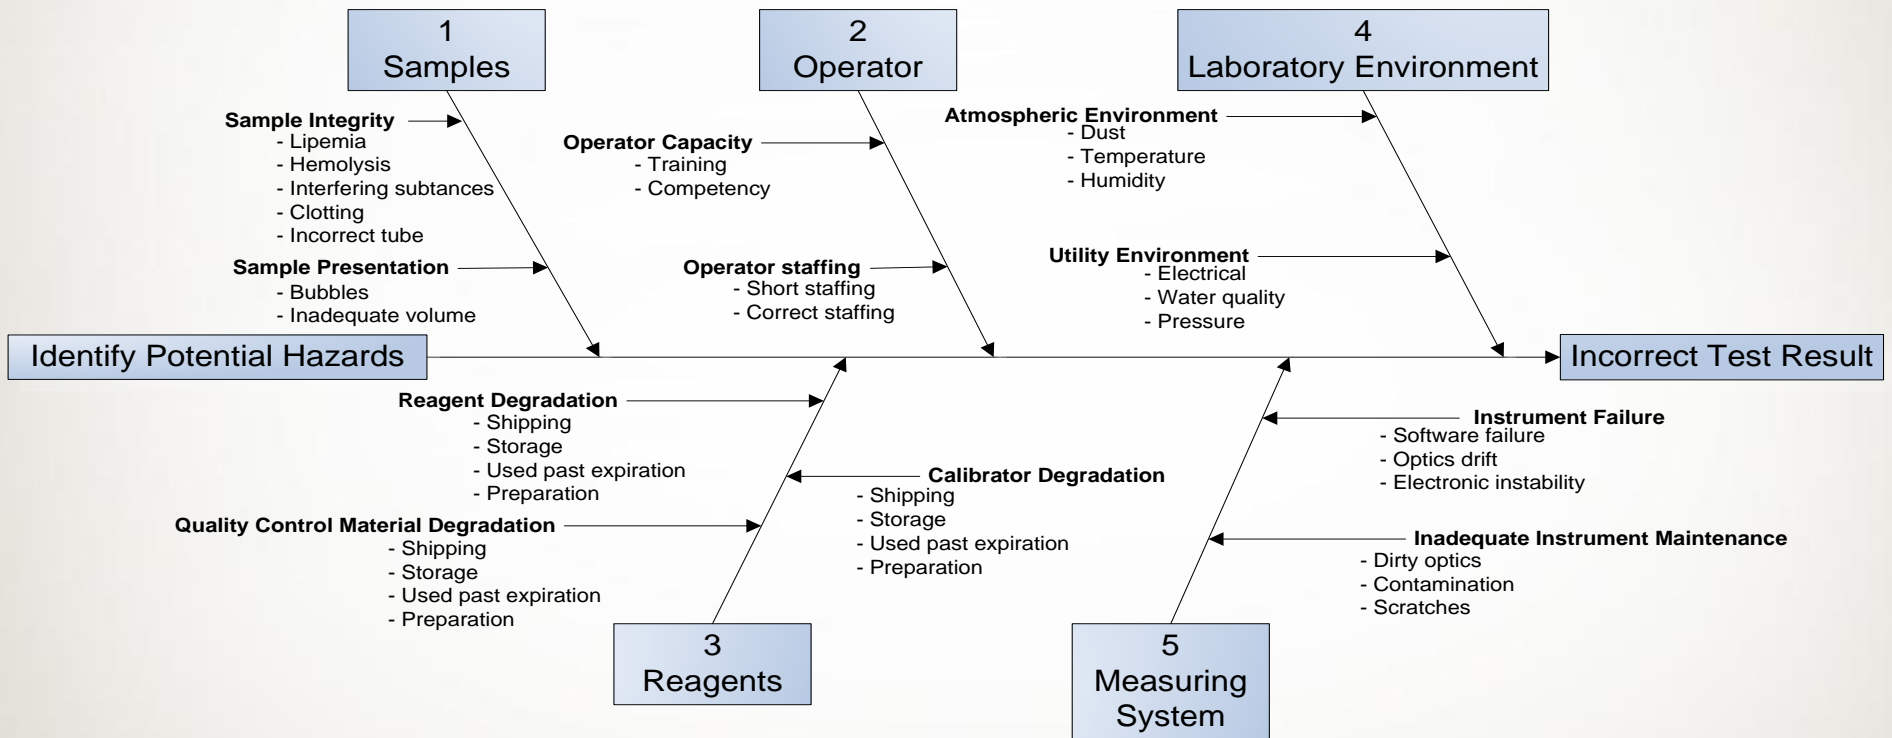 1
Samples
Sample Integrity
- Lipemia
- Hemolysis
- Interfering subtances
- Clotting
- Incorrect tube
Sample Presentation
- Bubbles
- Inadequate volume
2
Operator
Operator Capacity
- Training
- Competency
Operator staffing
- Short staffing
- Correct staffing
4
Laboratory Environment
Atmospheric Environment
- Dust
- Temperature
- Humidity
Utility Environment
- Electrical
- Water quality
- Pressure
Identify Potential Hazards
Incorrect Test Result
Reagent Degradation
- Shipping
- Storage
- Used past expiration
- Preparation
Quality Control Material Degradation
- Shipping
- Storage
- Used past expiration
- Preparation
Calibrator Degradation
- Shipping
- Storage
- Used past expiration
- Preparation
3
Reagents
Instrument Failure
- Software failure
- Optics drift
- Electronic instability
Inadequate Instrument Maintenance
- Dirty optics
- Contamination
- Scratches
5
Measuring
System